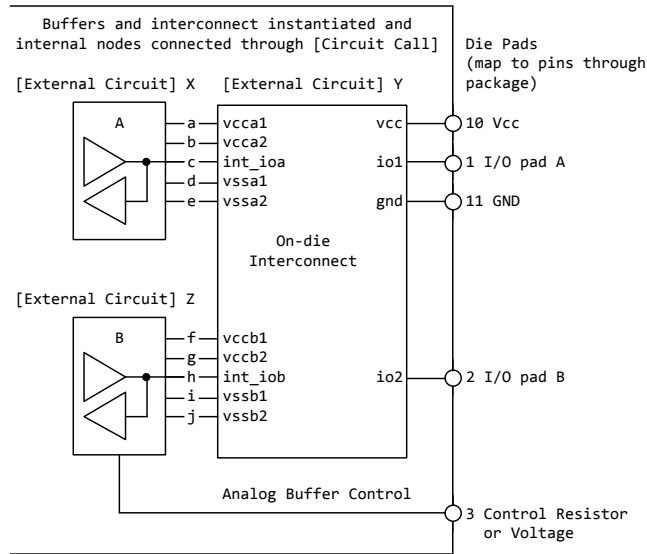 Buffers and interconnect instantiated and
internal nodes connected through [Circuit Call]
Die Pads
(map to pins through
package)
[External Circuit] X
[External Circuit] Y
A
a
b
c
d
e
vcca1
vcca2
int_ioa
vssa1
vssa2
vcc
io1
gnd
10 Vcc
1 I/O pad A
11 GND
On-die
Interconnect
[External Circuit] Z
B
f
g
h
i
j
vccb1
vccb2
int_iob
vssb1
vssb2
io2
2 I/O pad B
Analog Buffer Control
3 Control Resistor
or Voltage